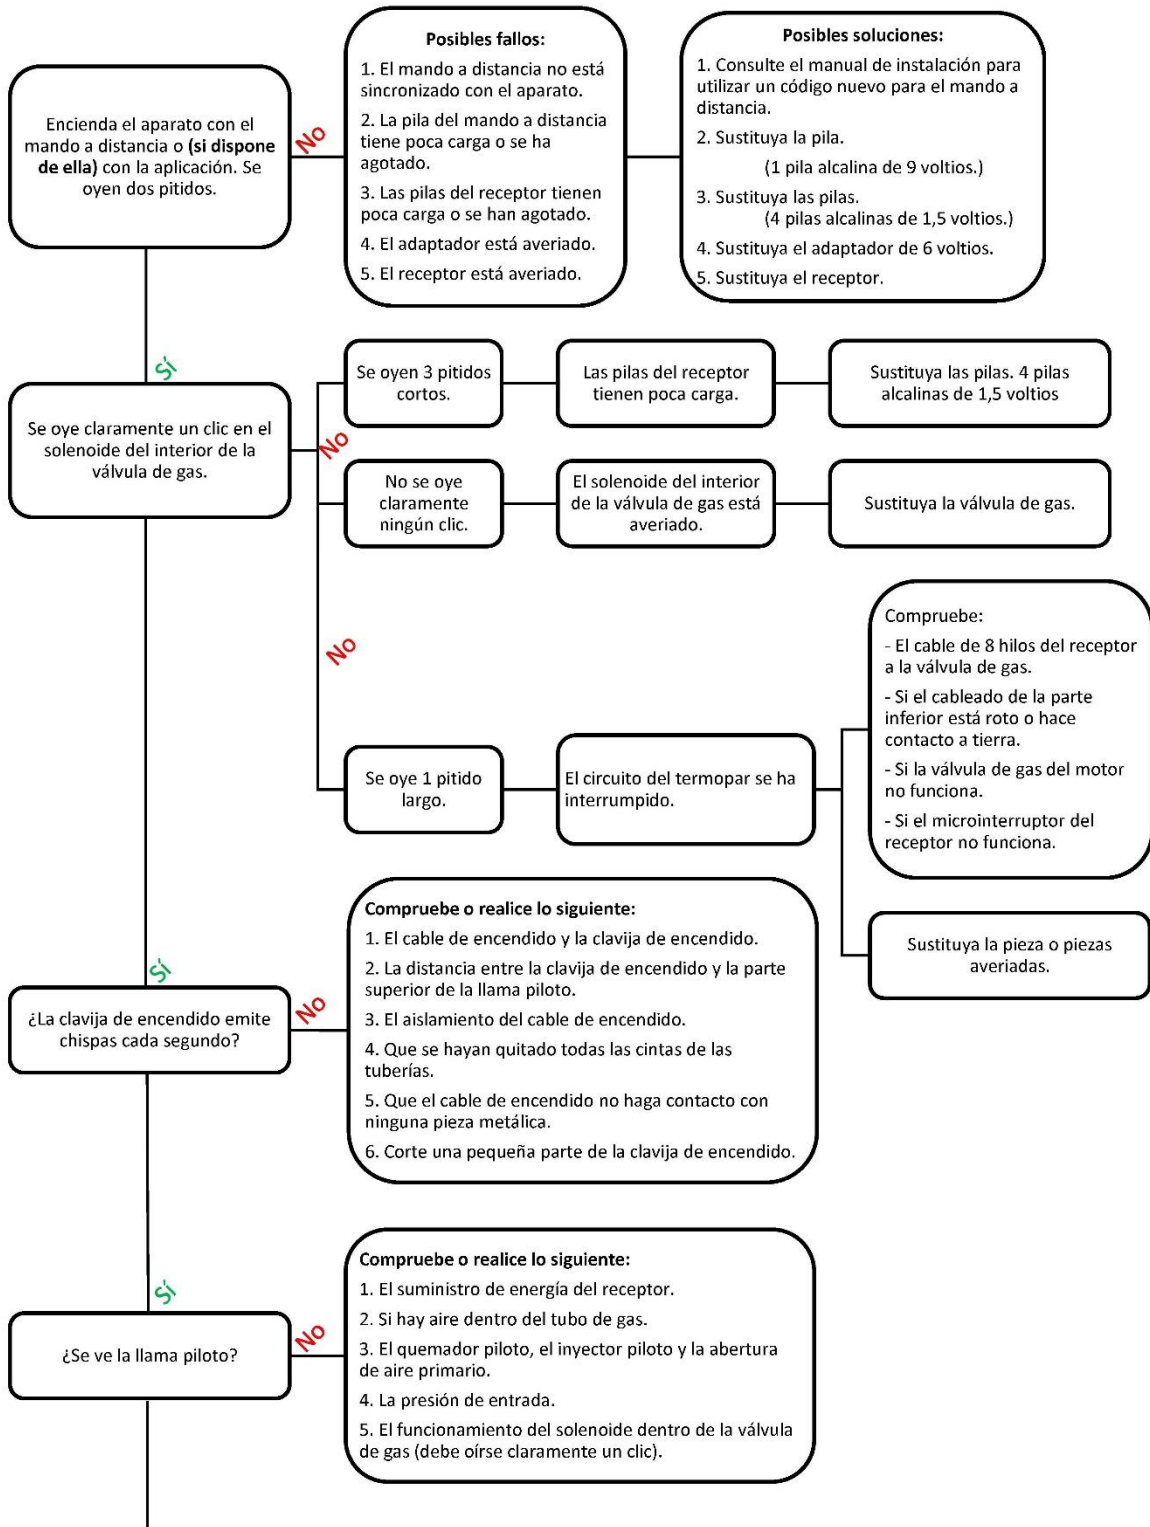 Encienda el aparato con el
mando a distancia o (si dispone
de ella) con la aplicación. Se
oyen dos pitidos.
No
Posibles fallos:
1. El mando a distancia no está
sincronizado con el aparato.
2. La pila del mando a distancia
tiene poca carga o se ha
agotado.
3. Las pilas del receptor tienen
poca carga o se han agotado.
4. El adaptador está averiado.
5. El receptor está averiado.
Posibles soluciones:
1. Consulte el manual de instalación para
utilizar un código nuevo para el mando a
distancia.
2. Sustituya la pila.
(1 pila alcalina de 9 voltios.)
3. Sustituya las pilas.
(4 pilas alcalinas de 1,5 voltios.)
4. Sustituya el adaptador de 6 voltios.
5. Sustituya el receptor.
Sí
Se oye claramente un clic en el
solenoide del interior de la
válvula de gas.
No
Se oyen 3 pitidos
cortos.
Las pilas del receptor
tienen poca carga.
Sustituya las pilas. 4 pilas
alcalinas de 1,5 voltios
No se oye
claramente
ningún clic.
El solenoide del interior
de la válvula de gas está
averiado.
Sustituya la válvula de gas.
No
Se oye 1 pitido
largo.
El circuito del termopar se ha
interrumpido.
Compruebe:
- El cable de 8 hilos del receptor
a la válvula de gas.
- Si el cableado de la parte
inferior está roto o hace
contacto a tierra.
- Si la válvula de gas del motor
no funciona.
- Si el microinterruptor del
receptor no funciona.
Sustituya la pieza o piezas
averiadas.
Sí
¿La clavija de encendido emite
chispas cada segundo?
No
Compruebe o realice lo siguiente:
1. El cable de encendido y la clavija de encendido.
2. La distancia entre la clavija de encendido y la parte
superior de la llama piloto.
3. El aislamiento del cable de encendido.
4. Que se hayan quitado todas las cintas de las
tuberías.
5. Que el cable de encendido no haga contacto con
ninguna pieza metálica.
6. Corte una pequeña parte de la clavija de encendido.
Sí
¿Se ve la llama piloto?
No
Compruebe o realice lo siguiente:
1. El suministro de energía del receptor.
2. Si hay aire dentro del tubo de gas.
3. El quemador piloto, el inyector piloto y la abertura
de aire primario.
4. La presión de entrada.
5. El funcionamiento del solenoide dentro de la válvula
de gas (debe oírse claramente un clic).